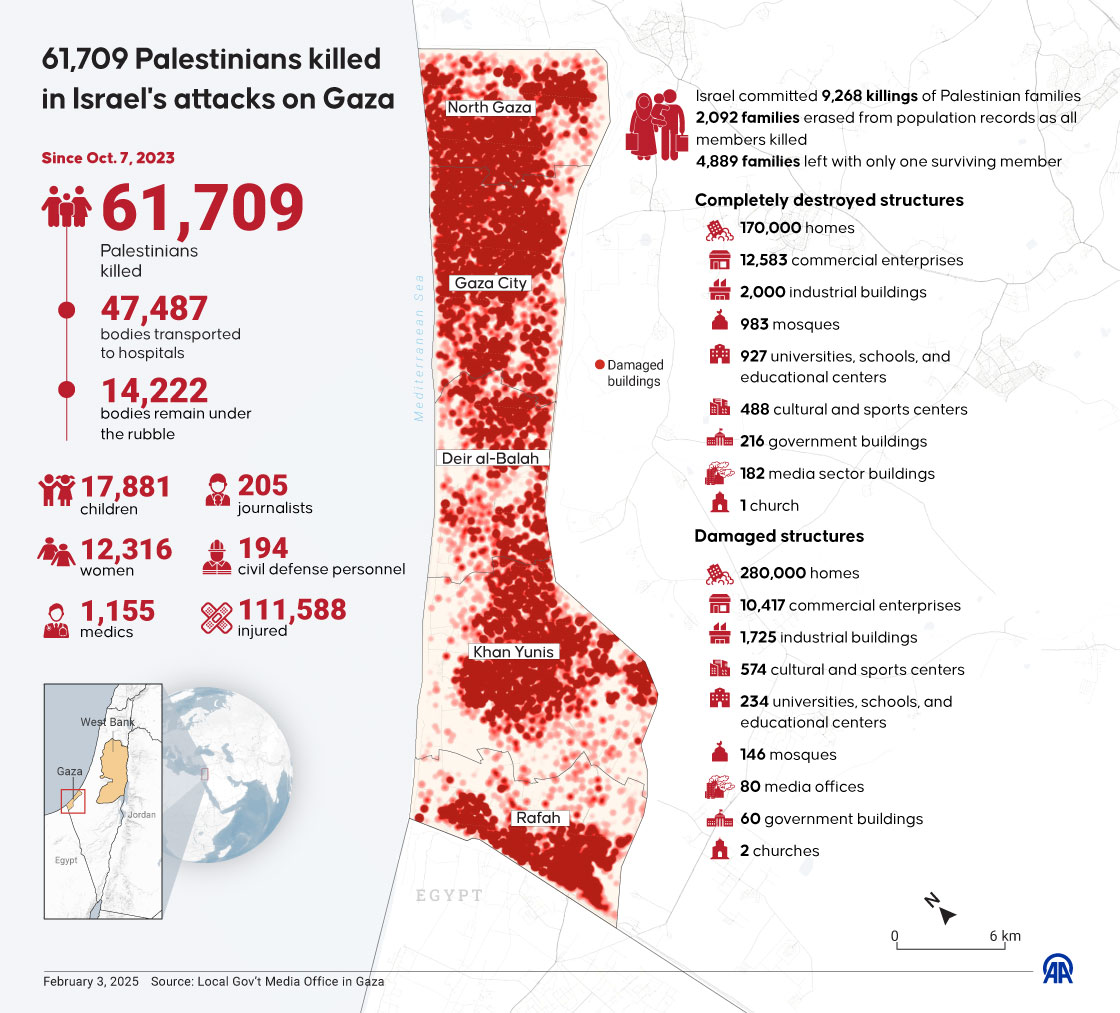 61,709 Palestinians killed
in Israel's attacks on Gaza
Since Oct. 7, 2023
61,709
Palestinians
killed
47,487
bodies transported
to hospitals
14,222
bodies remain under
the rubble
17,881
children
205
journalists
12,316
women
194
civil defense personnel
1,155
medics
111,588
injured
West Bank
Gaza
Jordan
Egypt
North Gaza
Gaza City
Mediterranean Sea
Deir al-Balah
Khan Yunis
Rafah
EGYPT
Damaged
buildings
Israel committed 9,268 killings of Palestinian families
2,092 families erased from population records as all
members killed
4,889 families left with only one surviving member
Completely destroyed structures
170,000 homes
12,583 commercial enterprises
2,000 industrial buildings
983 mosques
927 universities, schools, and
educational centers
488 cultural and sports centers
216 government buildings
182 media sector buildings
1 church
Damaged structures
280,000 homes
10,417 commercial enterprises
1,725 industrial buildings
574 cultural and sports centers
234 universities, schools, and
educational centers
146 mosques
80 media offices
60 government buildings
2 churches
N
0 6 km
February 3, 2025 Source: Local Gov't Media Office in Gaza
AA